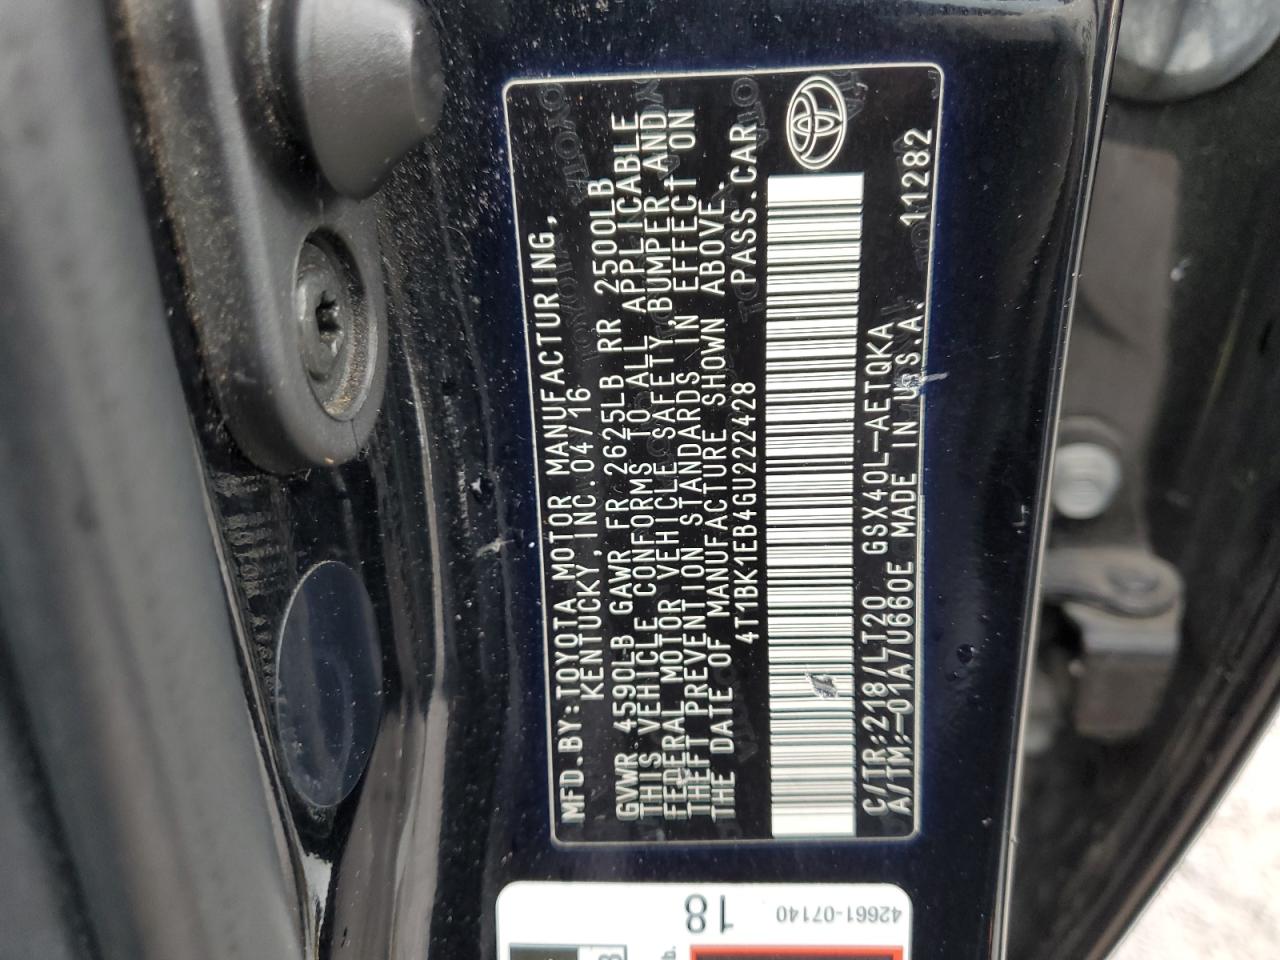 MFD.BY:TOYOTA MOTOR MANUFACTURING,
KENTUCKY,INC.04/16
GVWR 4590LB GAWR FR 2625LB RR 2500LB
THIS VEHICLE CONFORMS TO ALL APPLICABLE
FEDERAL MOTOR VEHICLE SAFETY,BUMPER AND
THEFT PREVENTION STANDARDS IN EFFECT ON
THE DATE OF MANUFACTURE SHOWN ABOVE.
4T1BK1EB4GU222428 PASS.CAR
C/TR:218/LT20 GSX40L-AETQKA
A/TM:-01A7U660E MADE IN U.S.A. 11282
18
42661-07140